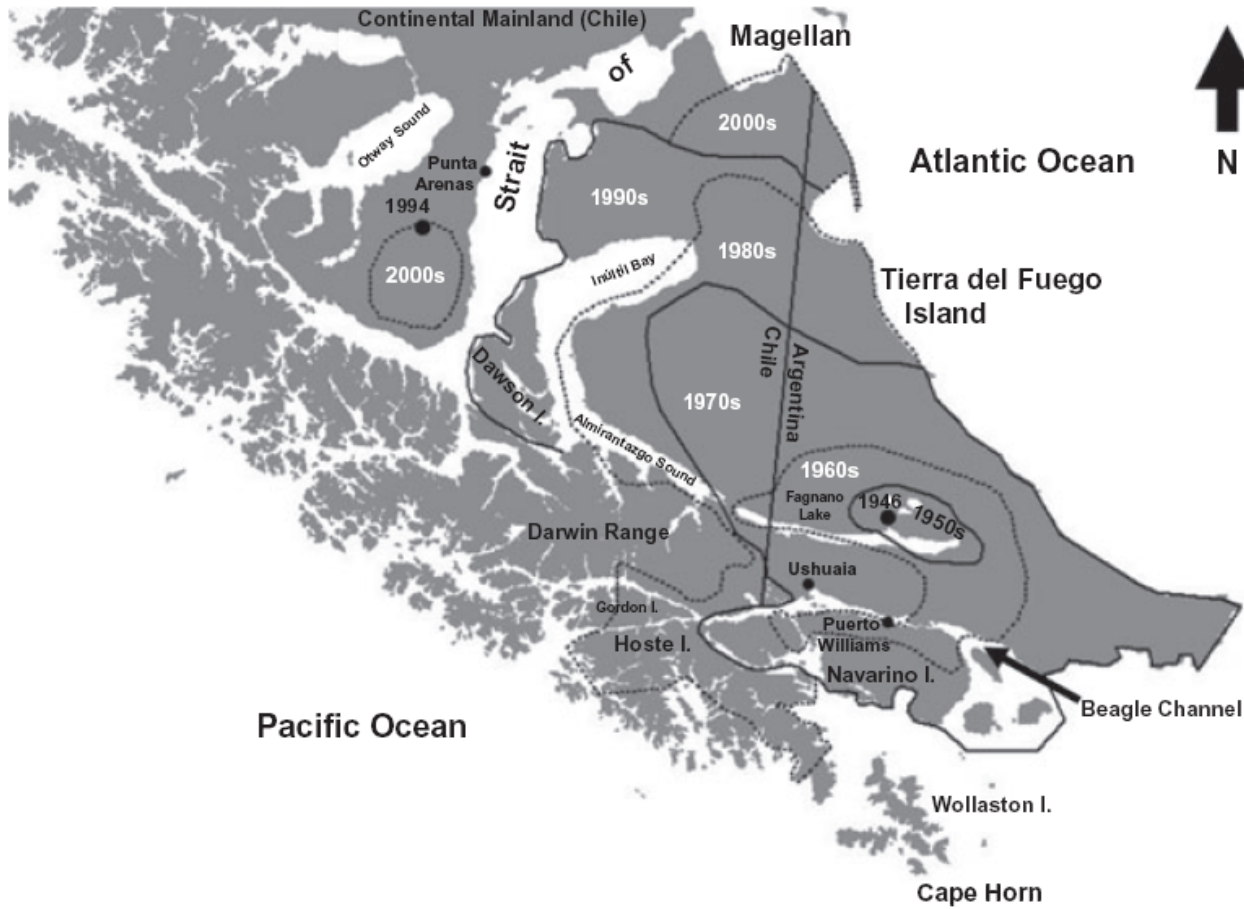 Continental Mainland (Chile)
Magellan
of
Strait
N
2000s
Otway Sound
Atlantic Ocean
Punta
Arenas
1990s
1994
1980s
Inúltil Bay
2000s
Tierra del Fuego
Island
Chile
Argentina
Dawson I.
1970s
Almirantazgo Sound
1960s
Fagnano
Lake
1946
1950s
Darwin Range
Ushuaia
Gordon I.
Puerto
Williams
Hoste I.
Navarino I.
Beagle Channel
Pacific Ocean
Wollaston I.
Cape Horn